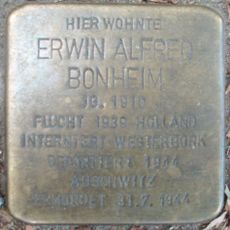 HIER WOHNTE
ERWIN ALFRED
BONHEIM
JG. 1910
FLUCHT 1939 HOLLAND
INTERNIERT WESTERBORK
DEPORTIERT 1944
AUSCHWITZ
ERMORDET 31.7.1944